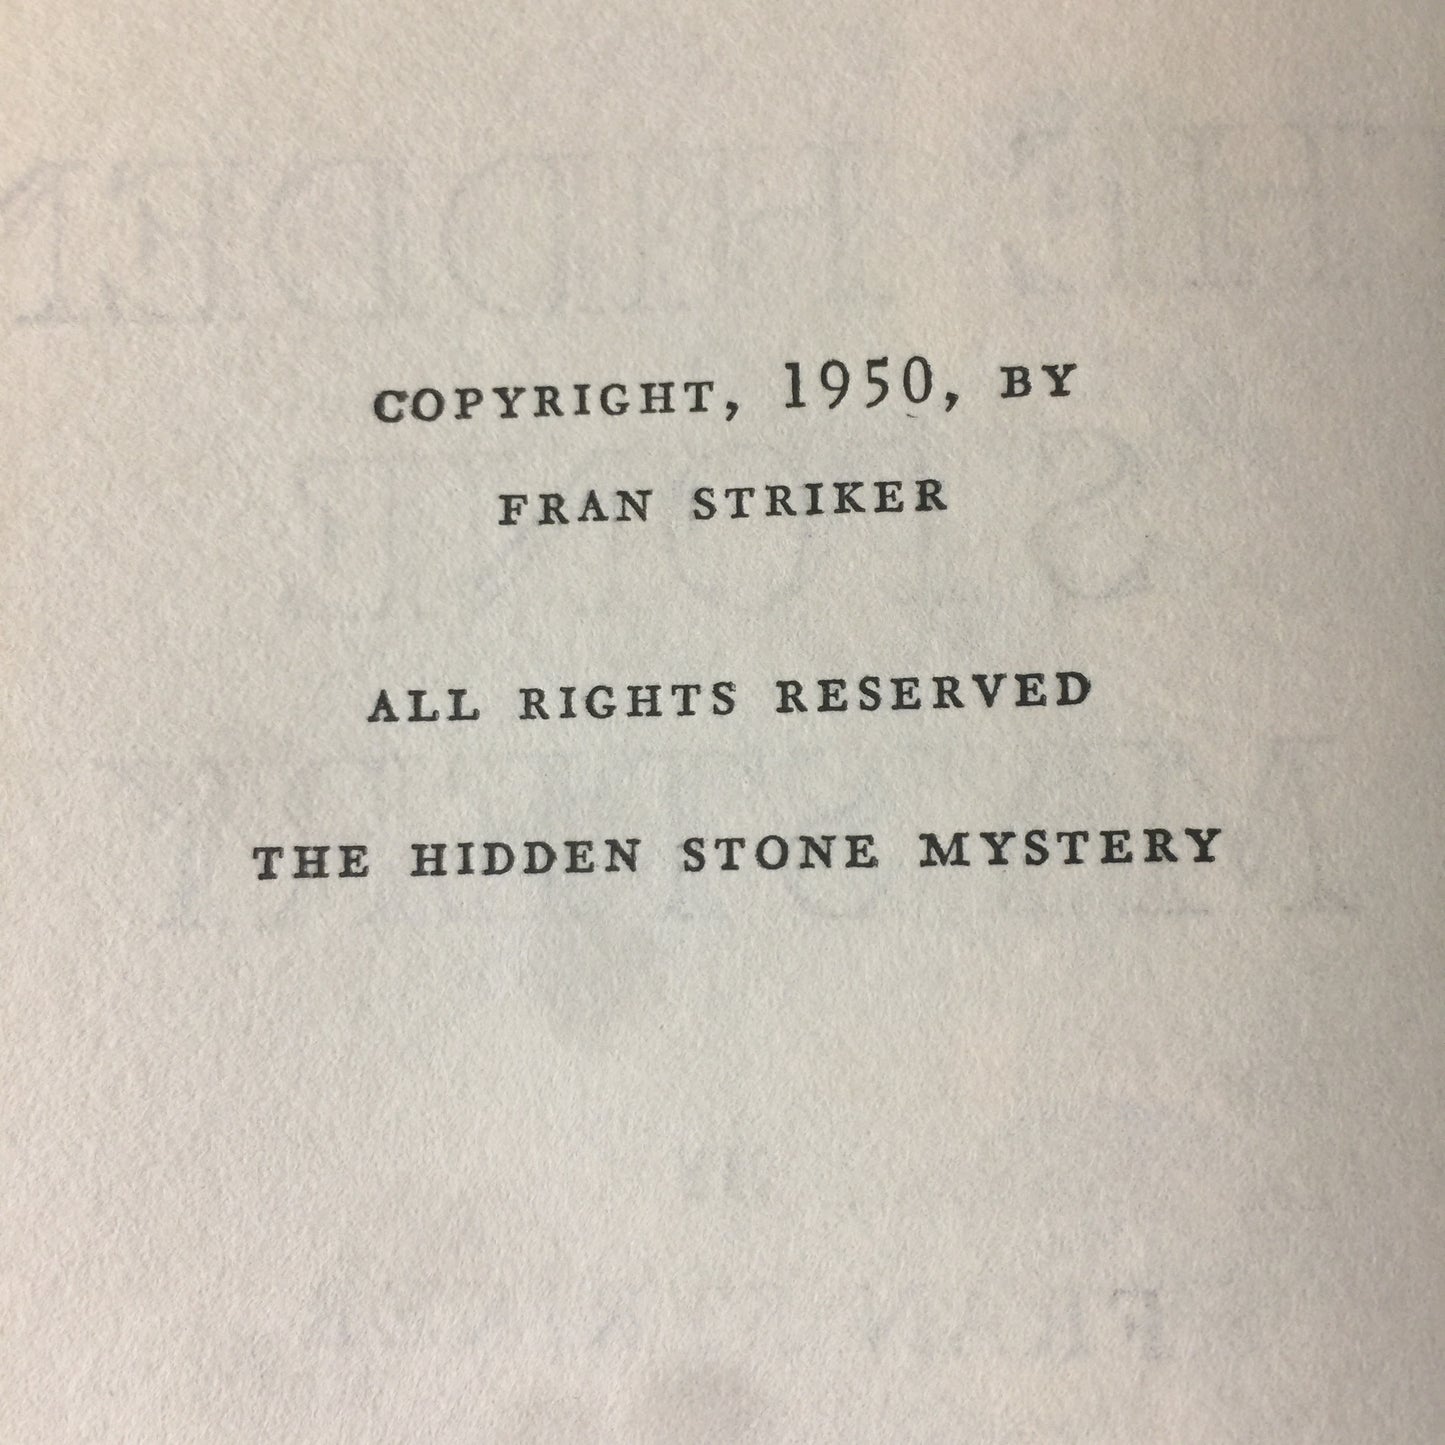 COPYRIGHT, 1950, BY
FRAN STRIKER
ALL RIGHTS RESERVED
THE HIDDEN STONE MYSTERY